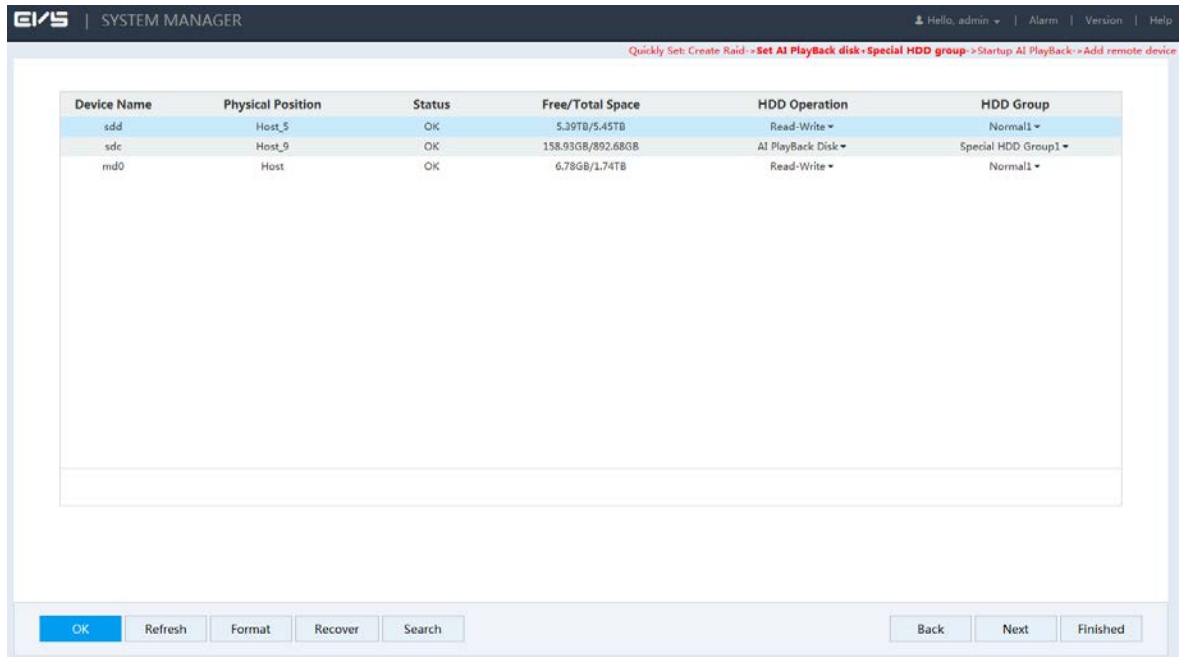 EVS | SYSTEM MANAGER Hello, admin | Alarm | Version | Help
Quickly Set: Create Raid->Set AI PlayBack disk+Special HDD group->Startup AI PlayBack->Add remote device
Device Name Physical Position Status Free/Total Space HDD Operation HDD Group
sdd Host_5 OK 5.39TB/5.45TB Read-Write Normal1
sdc Host_9 OK 158.93GB/892.68GB AI PlayBack Disk Special HDD Group1
md0 Host OK 6.78GB/1.74TB Read-Write Normal1
OK Refresh Format Recover Search Back Next Finished